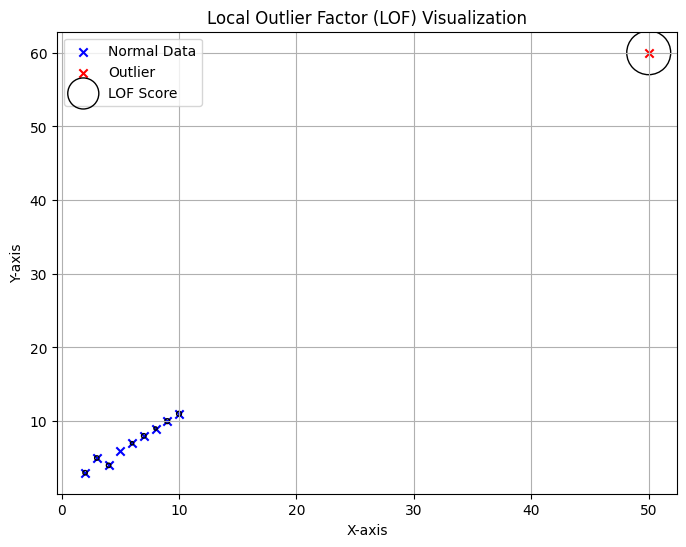 Local Outlier Factor (LOF) Visualization
Normal Data
Outlier
LOF Score
60
50
40
30
20
10
Y-axis
0 10 20 30 40 50
X-axis